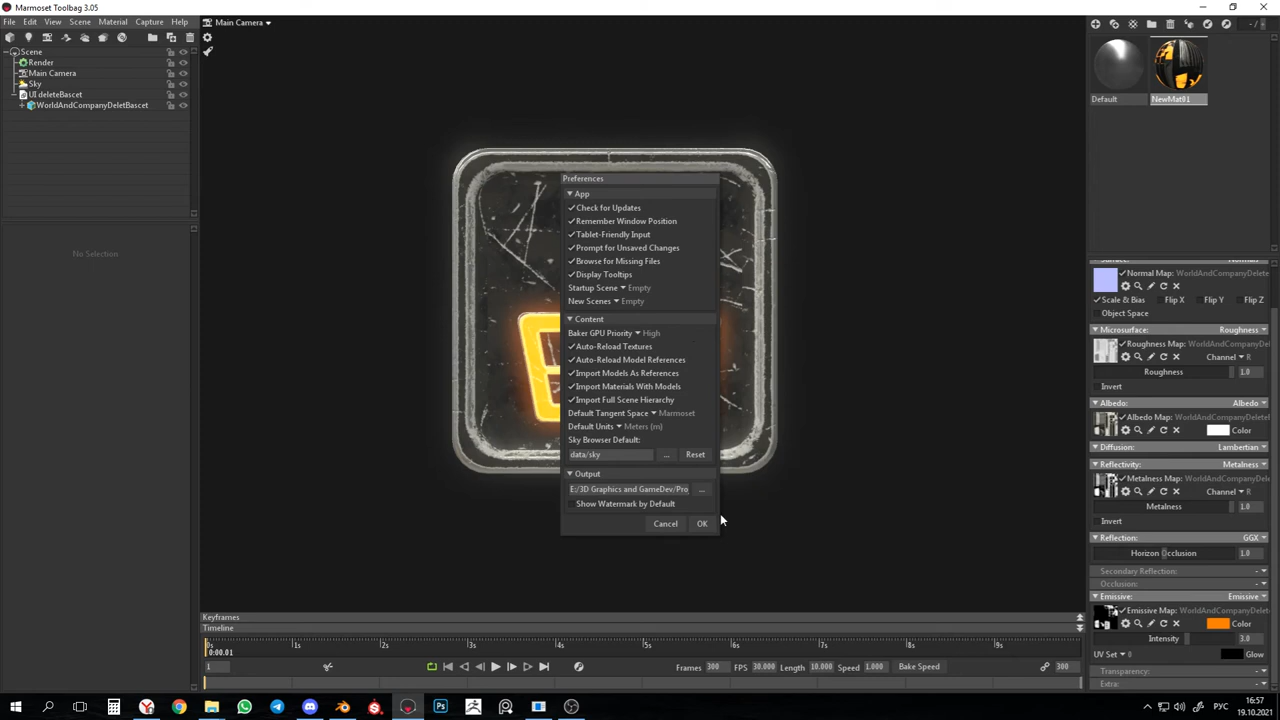 Marmoset Toolbag 3.05
File Edit View Scene Material Capture Help
Main Camera
Scene
Render
Main Camera
Sky
UI deleteBascet
WorldAndCompanyDeletBascet
No Selection
Preferences
App
Check for Updates
Remember Window Position
Tablet-Friendly Input
Prompt for Unsaved Changes
Browse for Missing Files
Display Tooltips
Startup Scene Empty
New Scenes Empty
Content
Baker GPU Priority High
Auto-Reload Textures
Auto-Reload Model References
Import Models As References
Import Materials With Models
Import Full Scene Hierarchy
Default Tangent Space Marmoset
Default Units Meters (m)
Sky Browser Default:
data/sky ... Reset
Output
E:/3D Graphics and GameDev/Pro ...
Show Watermark by Default
Cancel OK
Default NewMat01
Surface: Normals
Normal Map: WorldAndCompanyDelete
Scale & Bias Flip X Flip Y Flip Z
Object Space
Microsurface: Roughness
Roughness Map: WorldAndCompanyD
Channel R
Roughness 1.0
Invert
Albedo: Albedo
Albedo Map: WorldAndCompanyDelet
Color
Diffusion: Lambertian
Reflectivity: Metalness
Metalness Map: WorldAndCompanyD
Channel R
Metalness 1.0
Invert
Reflection: GGX
Horizon Occlusion 1.0
Secondary Reflection: -
Occlusion: -
Emissive: Emissive
Emissive Map: WorldAndCompanyDel
Color
Intensity 3.0
UV Set 0 Glow
Transparency: -
Extra: -
Keyframes
Timeline
0s 1s 2s 3s 4s 5s 6s 7s 8s 9s
0:00.01
1 Frames 300 FPS 30.000 Length 10.000 Speed 1.000 Bake Speed 300
РУС
16:57
19.10.2021